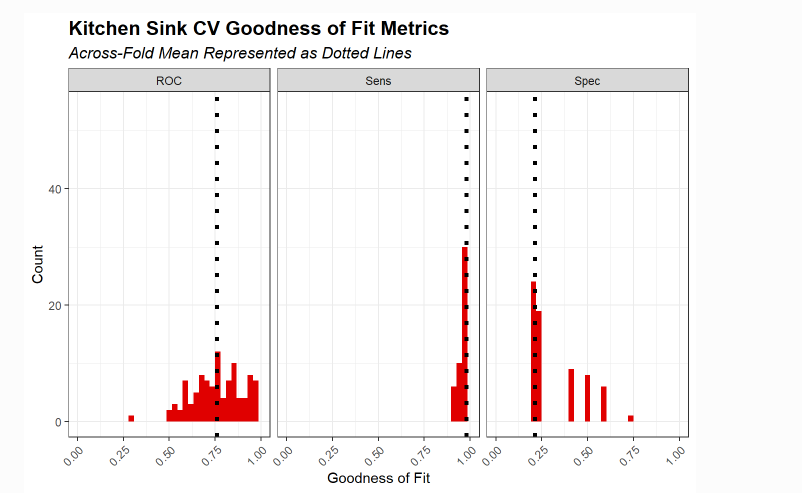 Kitchen Sink CV Goodness of Fit Metrics
Across-Fold Mean Represented as Dotted Lines
ROC Sens Spec
40
20
0
Count
0.00 0.25 0.50 0.75 1.00 0.00 0.25 0.50 0.75 1.00 0.00 0.25 0.50 0.75 1.00
Goodness of Fit